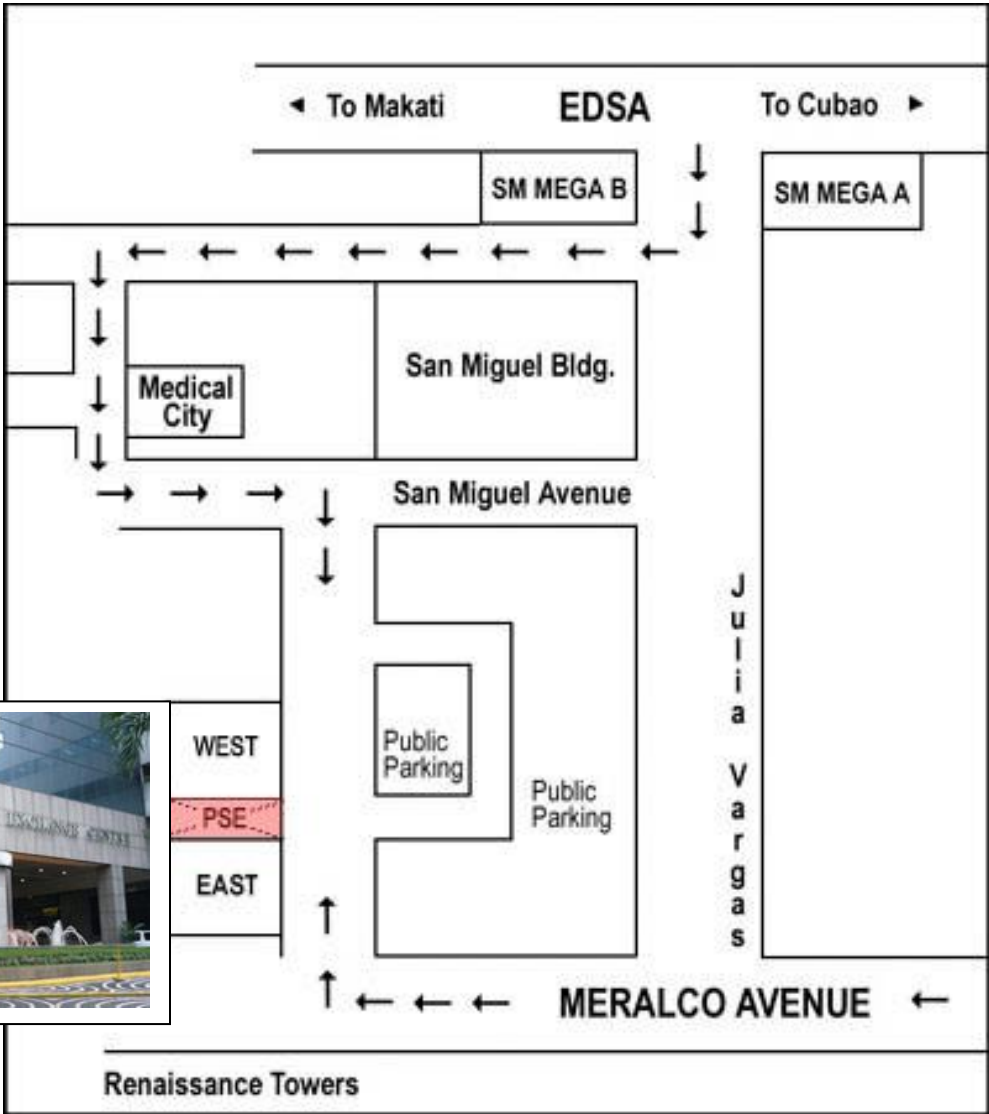 To Makati
EDSA
To Cubao
SM MEGA B
SM MEGA A
San Miguel Bldg.
Medical
City
San Miguel Avenue
Julia Vargas
WEST
Public
Parking
Public
Parking
PSE
EAST
MERALCO AVENUE
Renaissance Towers